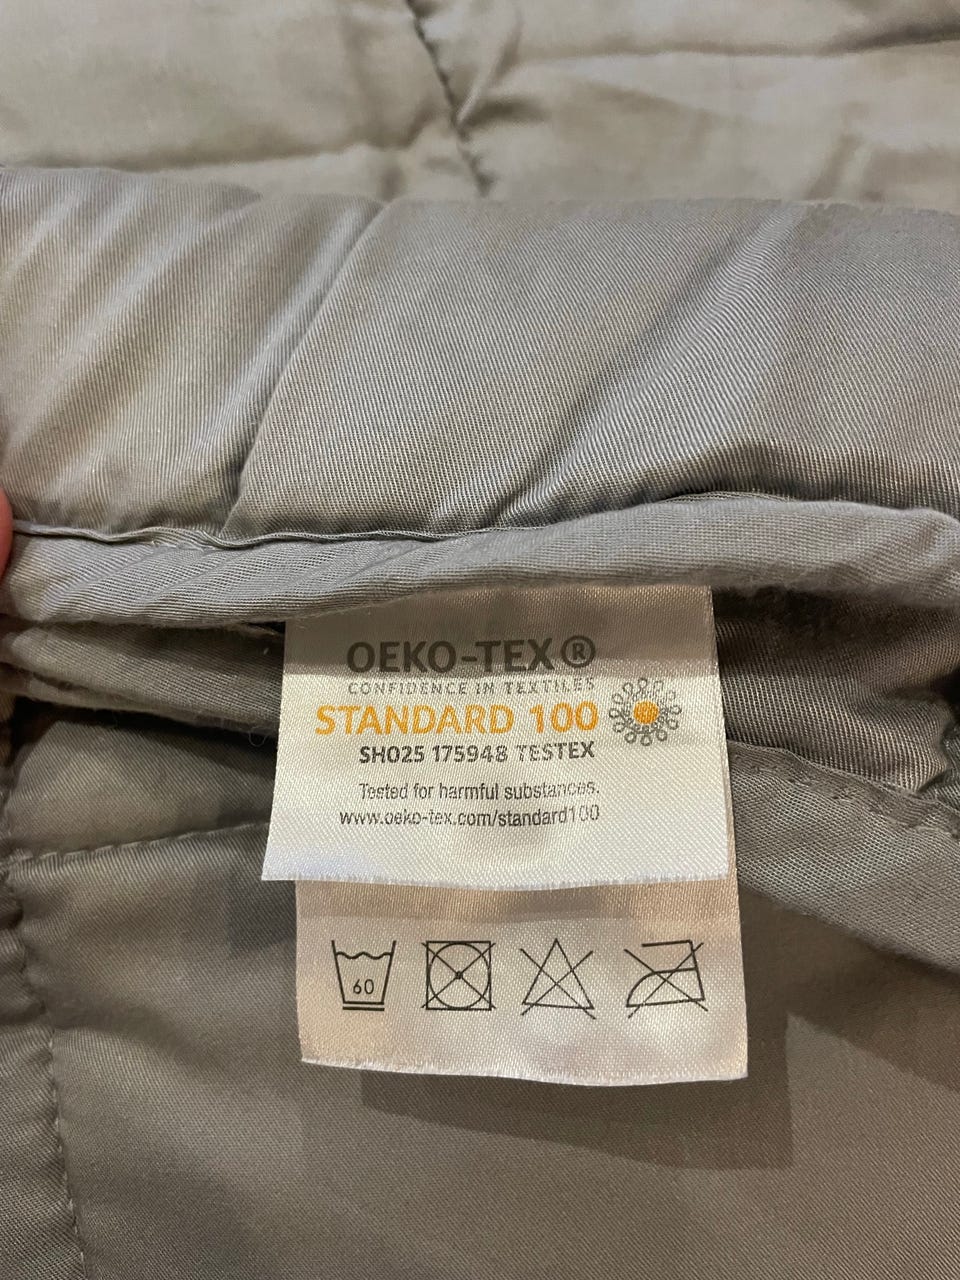 OEKO-TEX®
CONFIDENCE IN TEXTILES
STANDARD 100
SH025 175948 TESTEX
Tested for harmful substances.
www.oeko-tex.com/standard100
60